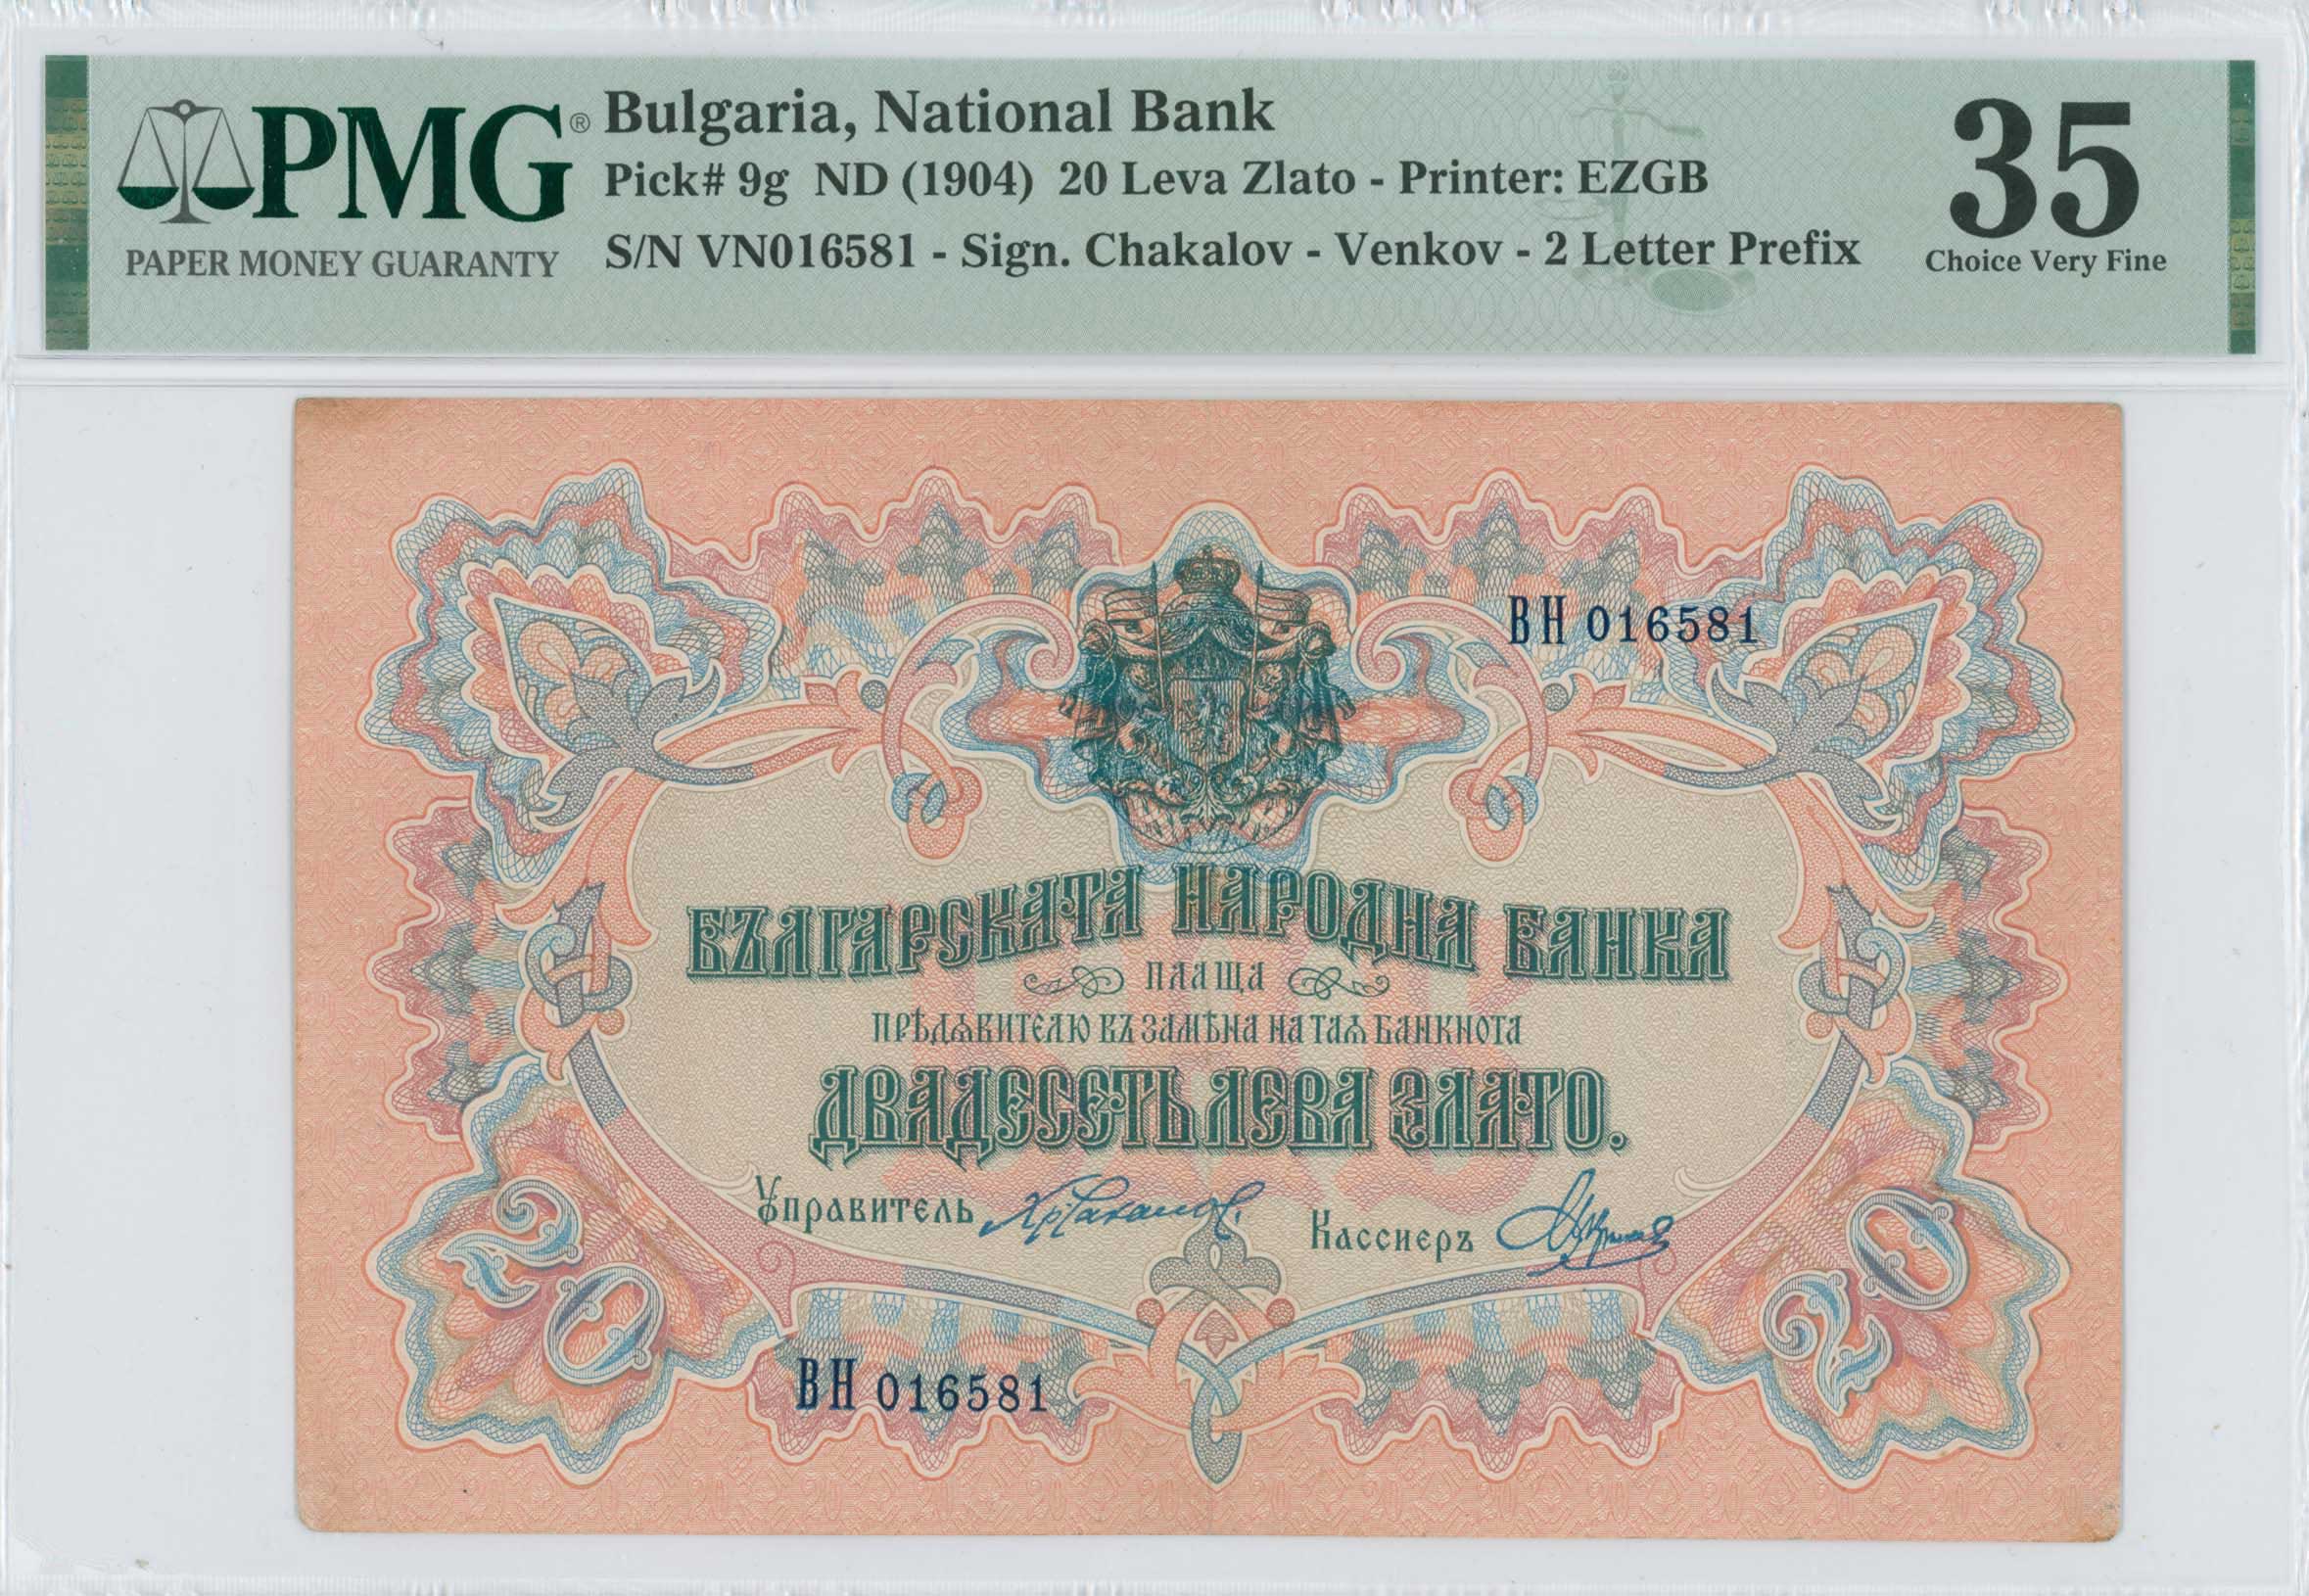 PMG®
PAPER MONEY GUARANTY
Bulgaria, National Bank
Pick# 9g ND (1904) 20 Leva Zlato - Printer: EZGB
S/N VN016581 - Sign. Chakalov - Venkov - 2 Letter Prefix
35
Choice Very Fine
ВН 016581
БЪЛГАРСКАТА НАРОДНА БАНКА
ПЛАЩА
ПРѢДѪВИТЕЛЮ ВЪ ЗАМѢНА НА ТАѪ БАНКНОТА
ДВАДЕСЕТЬ ЛЕВА ЗЛАТО.
Управитель
Кассиеръ
20
20
ВН 016581